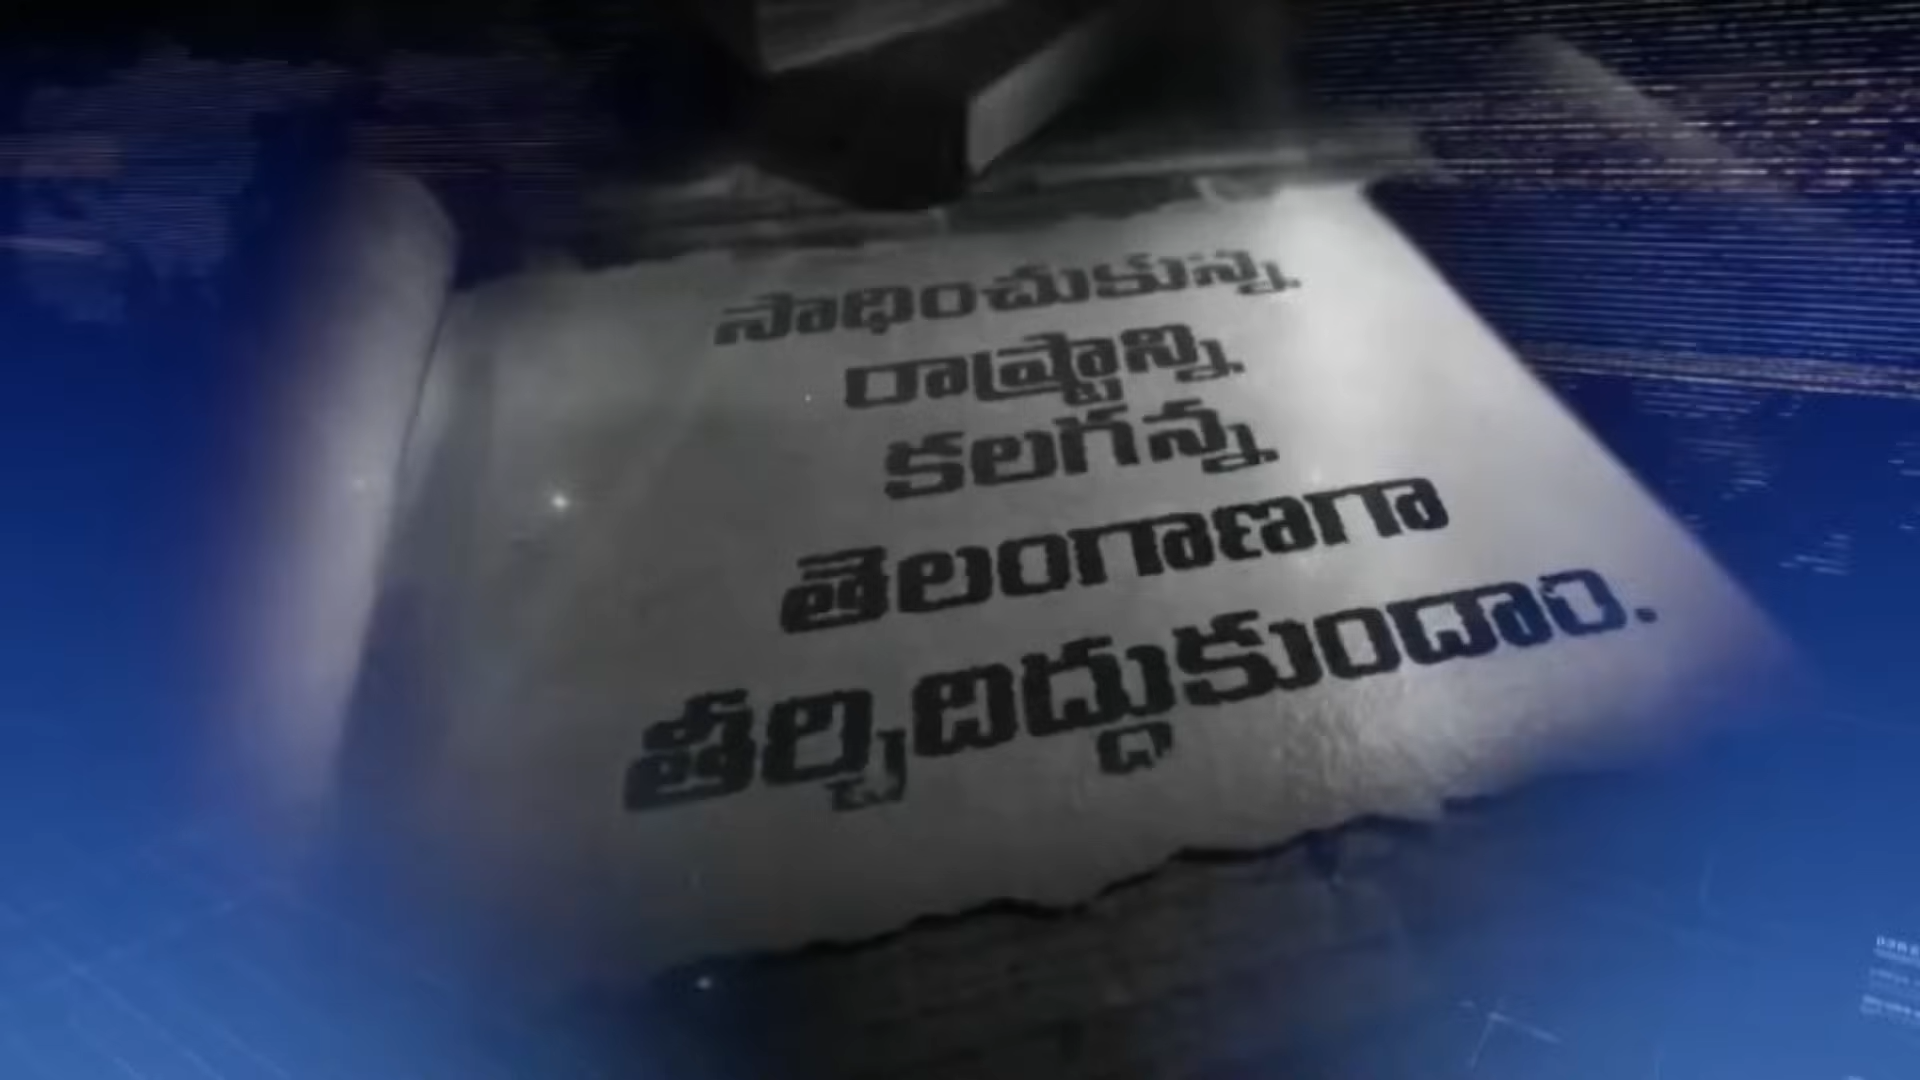 సాధించుకున్న
రాష్ట్రాన్ని
కలగన్న
తెలంగాణగా
తీర్చిదిద్దుకుందాం.